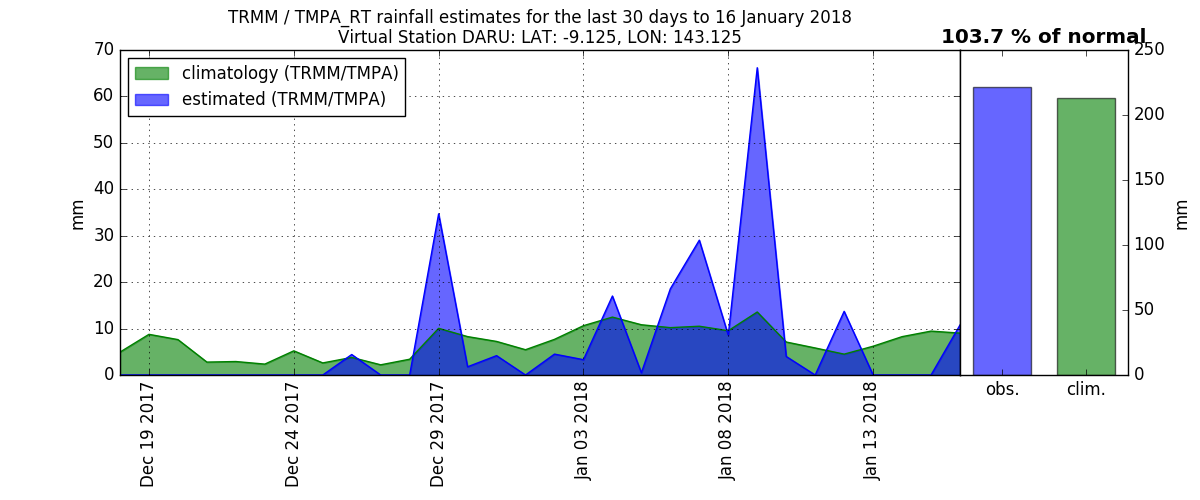 TRMM / TMPA_RT rainfall estimates for the last 30 days to 16 January 2018
Virtual Station DARU: LAT: -9.125, LON: 143.125
103.7 % of normal
climatology (TRMM/TMPA)
estimated (TRMM/TMPA)
mm
70
60
50
40
30
20
10
0
Dec 19 2017
Dec 24 2017
Dec 29 2017
Jan 03 2018
Jan 08 2018
Jan 13 2018
obs.
clim.
250
200
150
100
50
0
mm